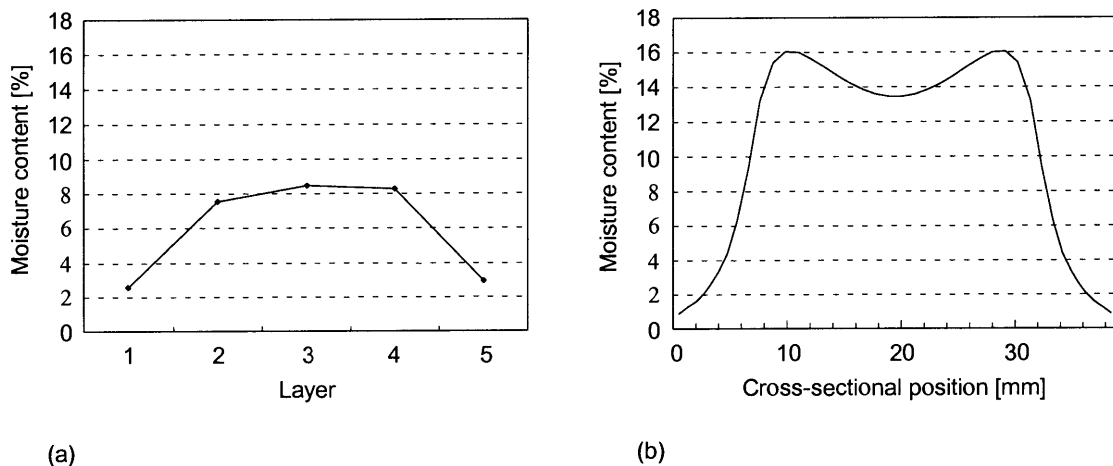 18
16
14
12
10
8
6
4
2
0
Moisture content [%]
1 2 3 4 5
Layer
(a)
18
16
14
12
10
8
6
4
2
0
Moisture content [%]
0 10 20 30
Cross-sectional position [mm]
(b)